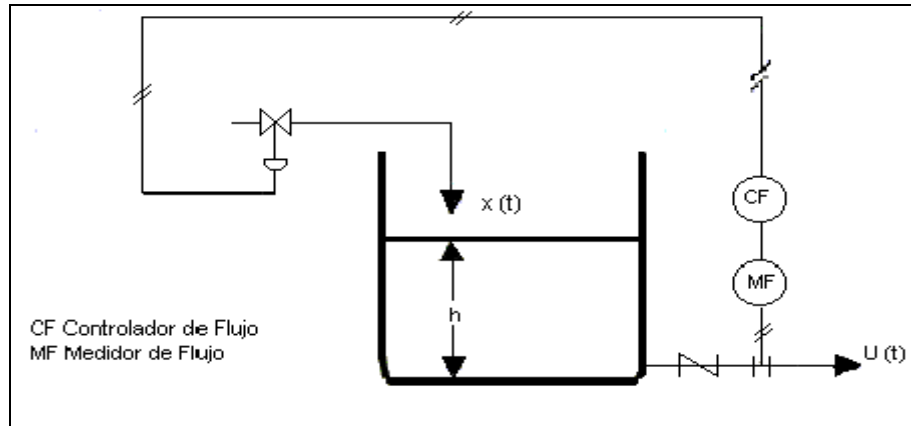 x (t)
CF
MF
h
CF Controlador de Flujo
MF Medidor de Flujo
U (t)